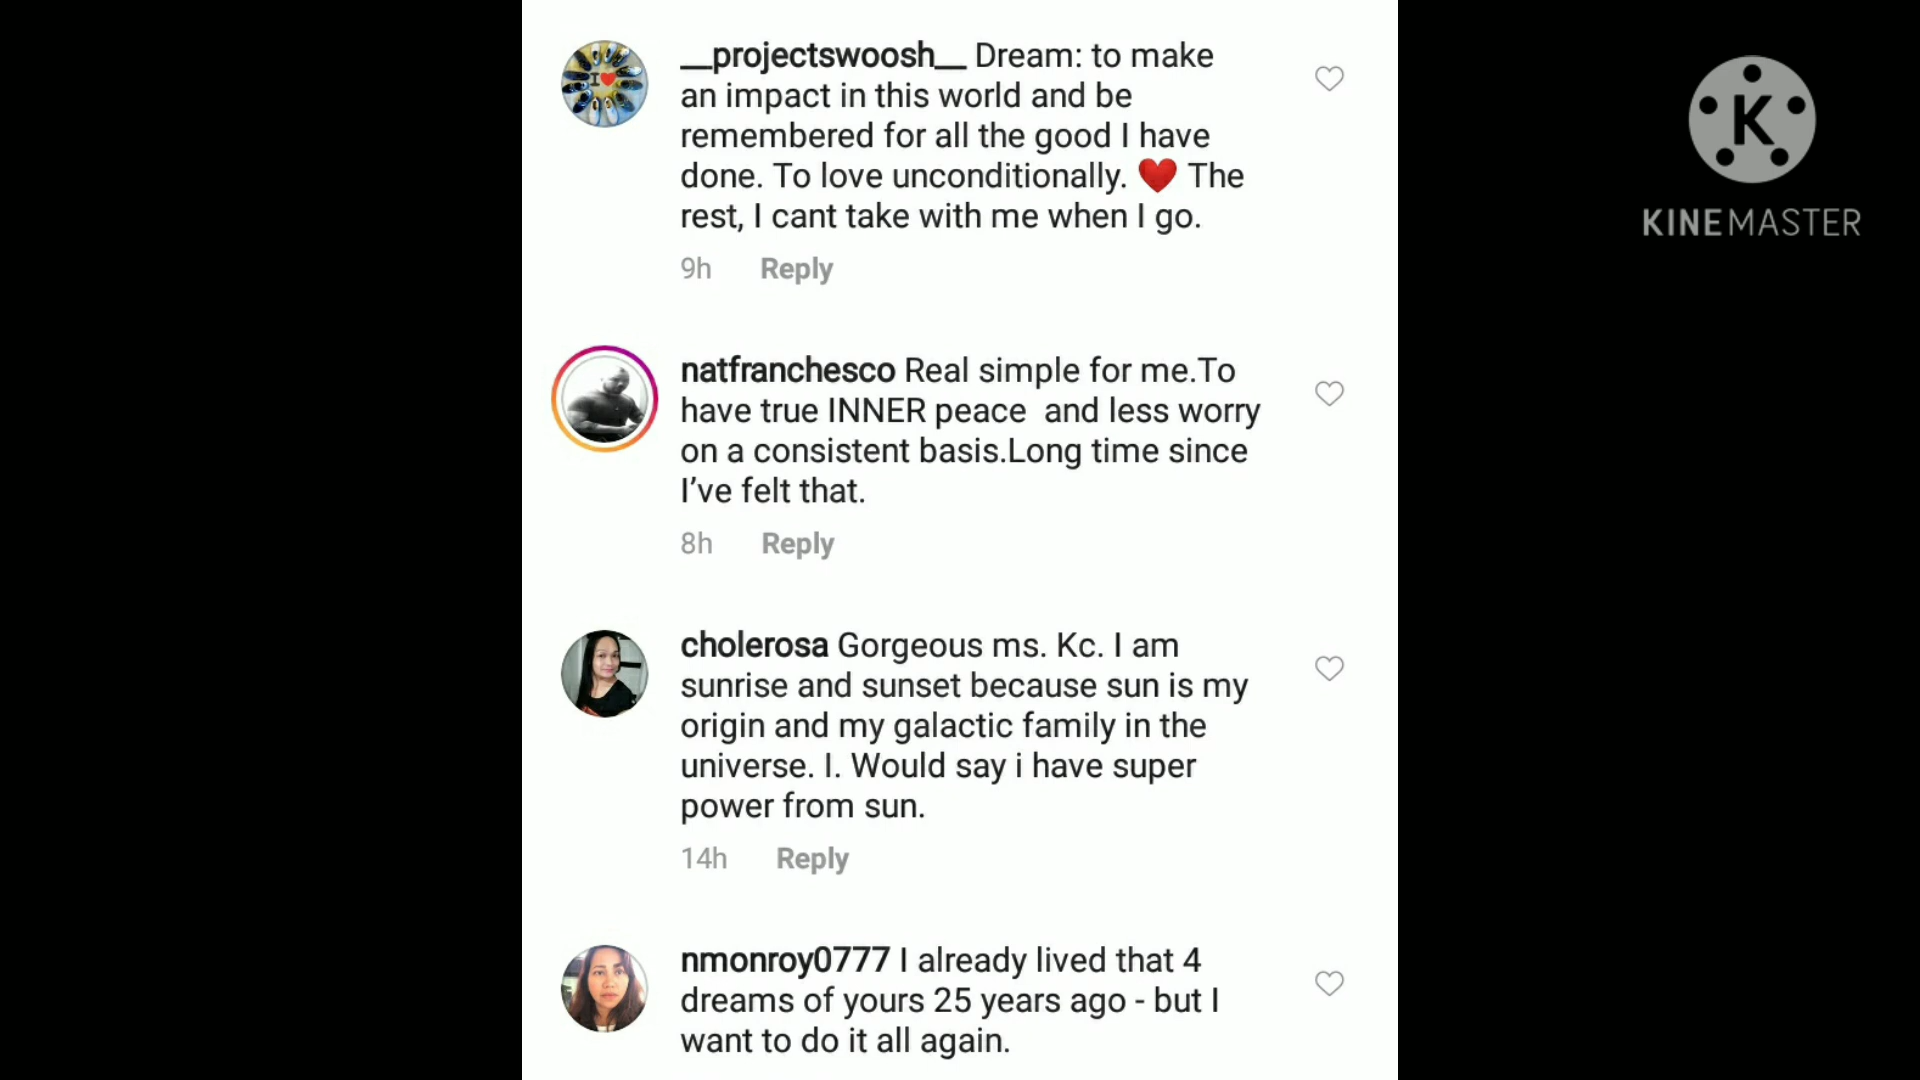 __projectswoosh__ Dream: to make
an impact in this world and be
remembered for all the good I have
done. To love unconditionally. ❤️ The
rest, I cant take with me when I go.
9h Reply
natfranchesco Real simple for me.To
have true INNER peace  and less worry
on a consistent basis.Long time since
I’ve felt that.
8h Reply
cholerosa Gorgeous ms. Kc. I am
sunrise and sunset because sun is my
origin and my galactic family in the
universe. I. Would say i have super
power from sun.
14h Reply
nmonroy0777 I already lived that 4
dreams of yours 25 years ago - but I
want to do it all again.
I❤️
K
KINEMASTER